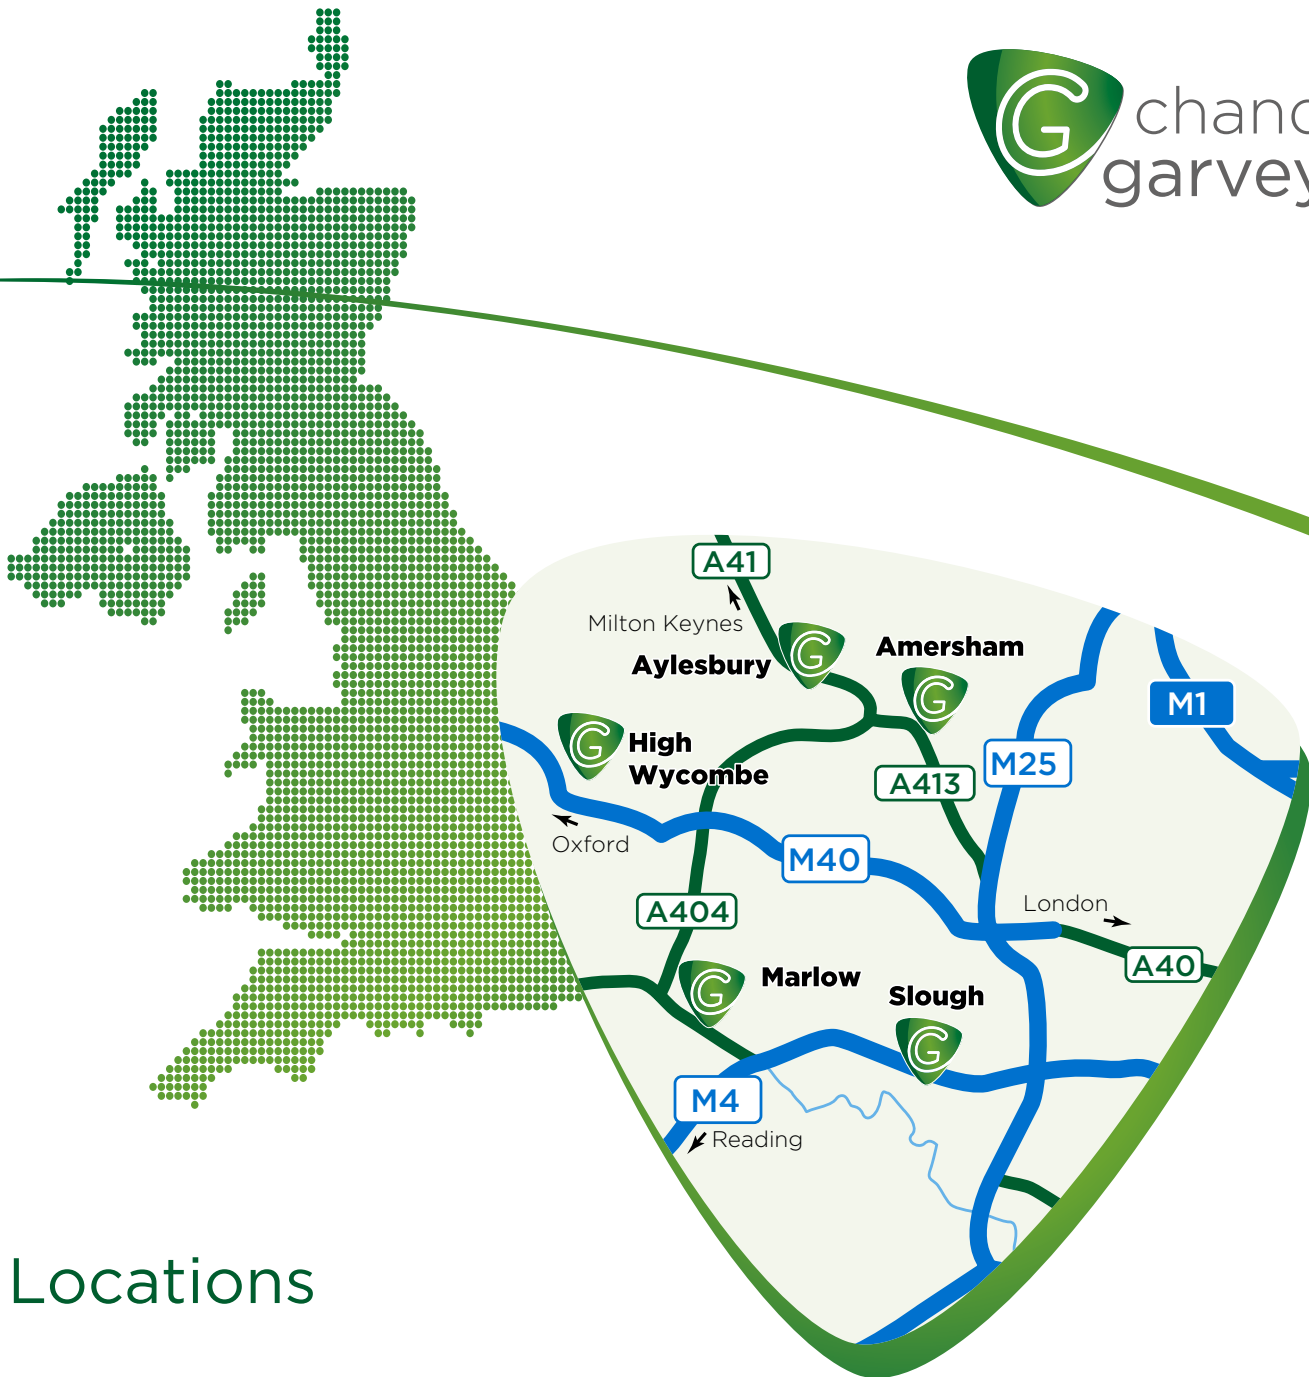 G
chanc
garvey
A41
Milton Keynes
G
Aylesbury
Amersham
G
M1
G
High
Wycombe
M25
A413
Oxford
M40
A404
London
A40
G
Marlow
Slough
G
M4
Reading
Locations